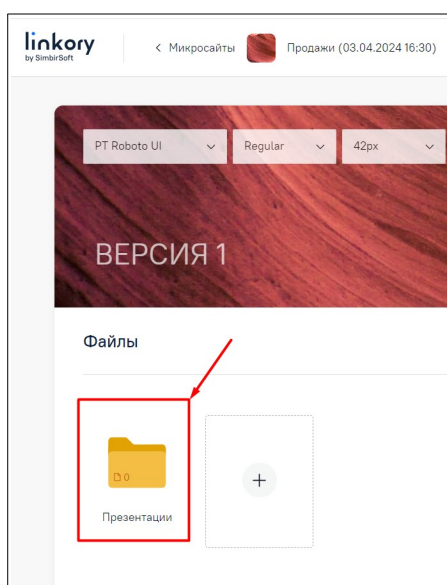 linkory
by SimbirSoft
Микросайты
Продажи (03.04.2024 16:30)
PT Roboto UI
Regular
42px
ВЕРСИЯ 1
Файлы
0
Презентации